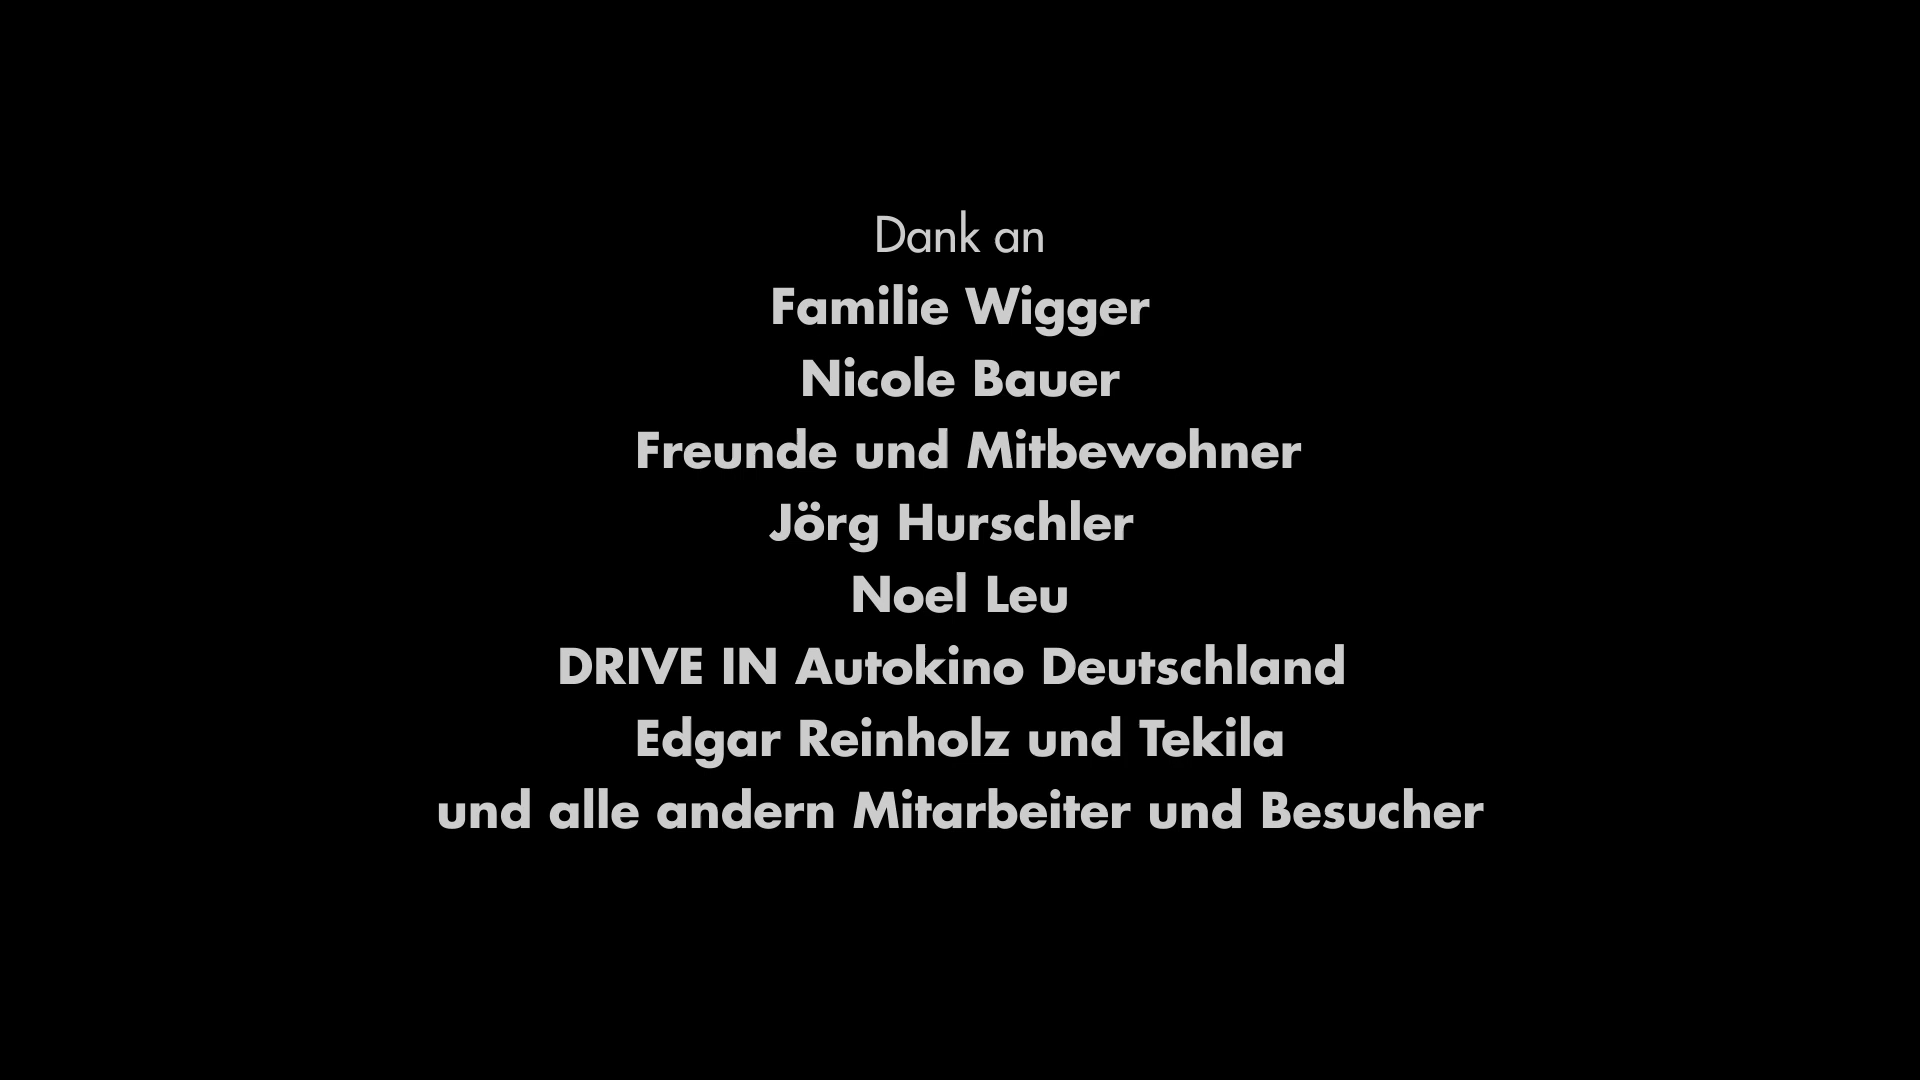 Dank an
Familie Wigger
Nicole Bauer
Freunde und Mitbewohner
Jörg Hurschler
Noel Leu
DRIVE IN Autokino Deutschland
Edgar Reinholz und Tekila
und alle andern Mitarbeiter und Besucher